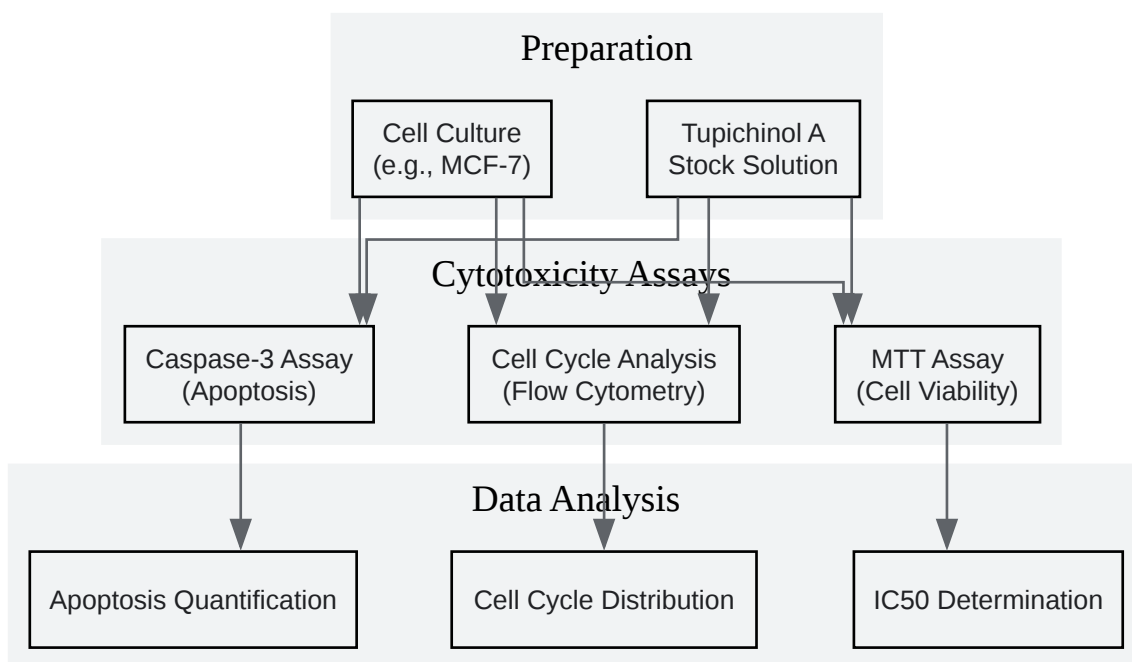 Preparation
Cell Culture
(e.g., MCF-7)
Tupichinol A
Stock Solution
Cytotoxicity Assays
Caspase-3 Assay
(Apoptosis)
Cell Cycle Analysis
(Flow Cytometry)
MTT Assay
(Cell Viability)
Data Analysis
Apoptosis Quantification
Cell Cycle Distribution
IC50 Determination